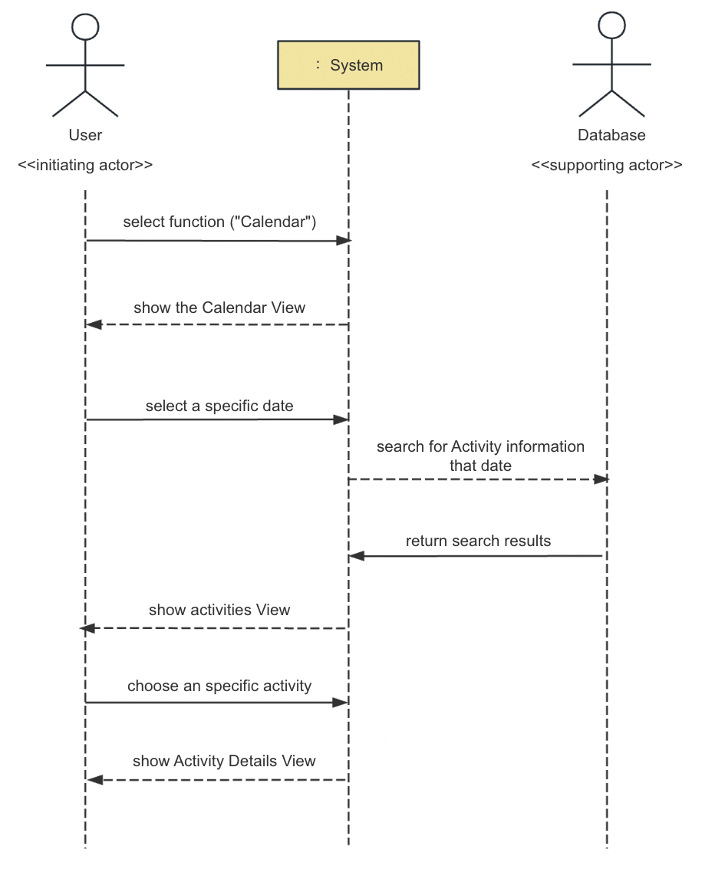 : System
User
Database
<<initiating actor>>
<<supporting actor>>
select function ("Calendar")
show the Calendar View
select a specific date
search for Activity information
that date
return search results
show activities View
choose an specific activity
show Activity Details View